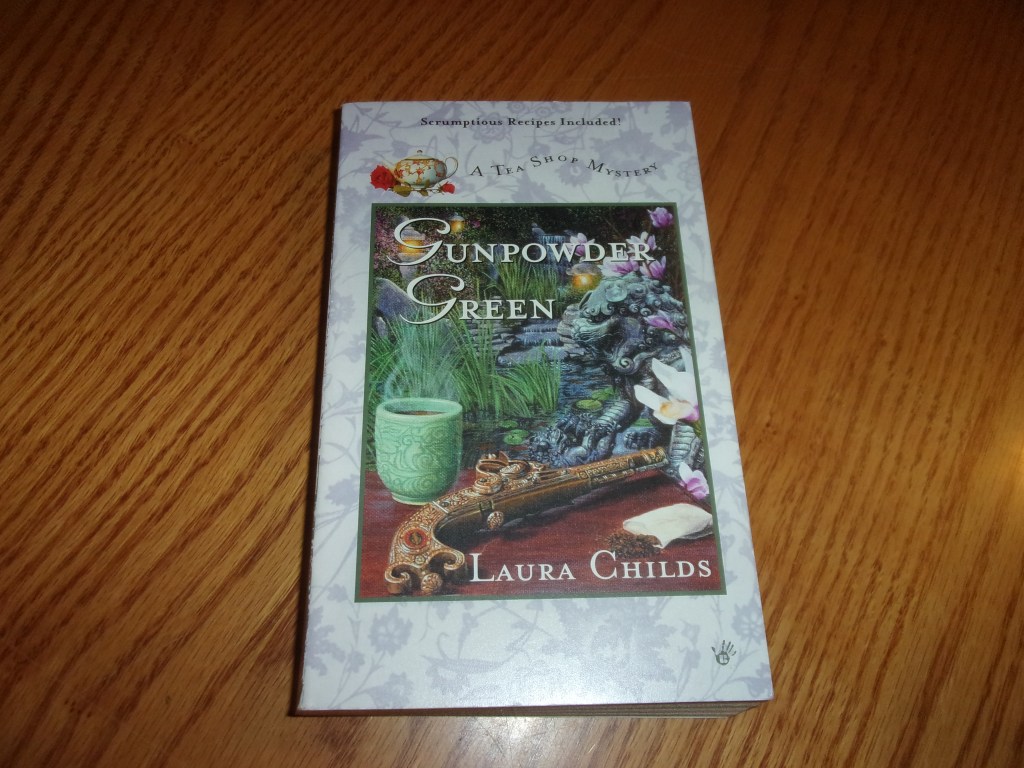 Scrumptious Recipes Included!
A Tea Shop Mystery
Gunpowder
Green
Laura Childs